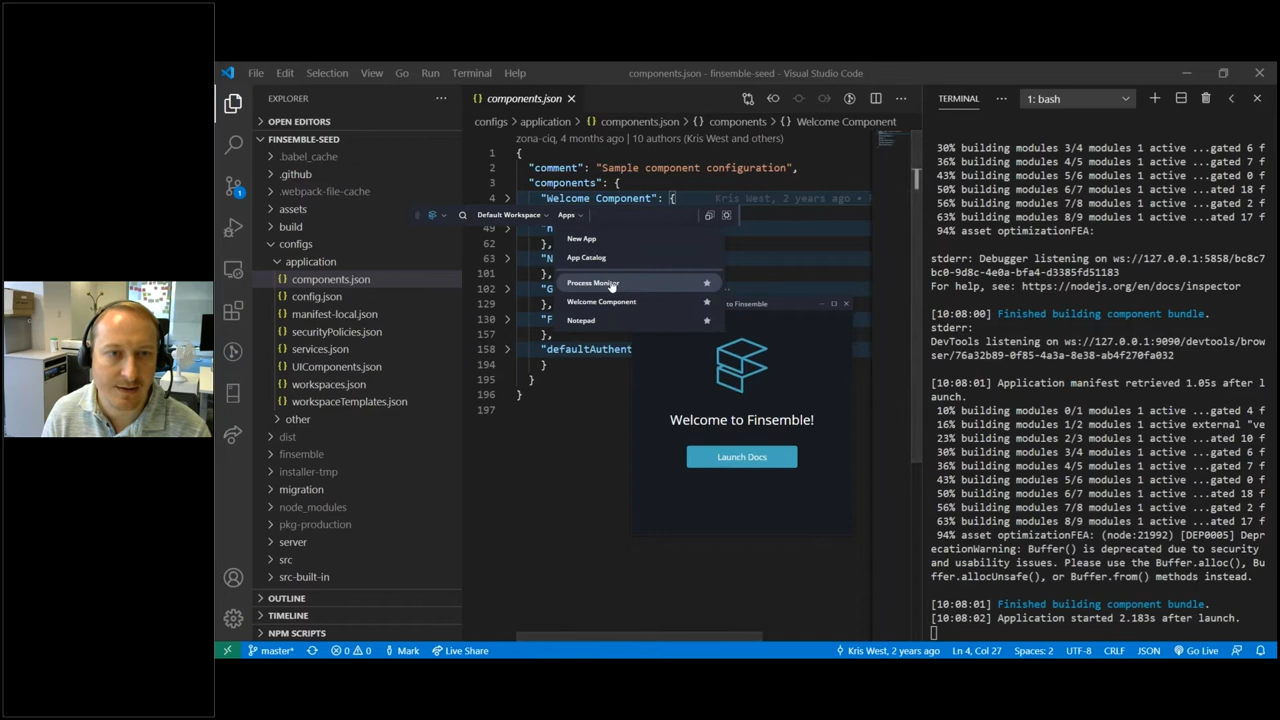 File Edit Selection View Go Run Terminal Help
components.json - finsemble-seed - Visual Studio Code
EXPLORER
OPEN EDITORS
FINSEMBLE-SEED
.babel_cache
.github
.webpack-file-cache
assets
build
configs
application
components.json
config.json
manifest-local.json
securityPolicies.json
services.json
UIComponents.json
workspaces.json
workspaceTemplates.json
other
dist
finsemble
installer-tmp
migration
node_modules
pkg-production
server
src
src-built-in
OUTLINE
TIMELINE
NPM SCRIPTS
components.json
configs > application > {} components.json > {} components > {} Welcome Component
zona-ciq, 4 months ago | 10 authors (Kris West and others)
1 {
2 "comment": "Sample component configuration",
3 "components": {
4 "Welcome Component": { Kris West, 2 years ago •
Default Workspace Apps
New App
App Catalog
Process Monitor
Welcome Component
Notepad
49 "n
62 },
63 "N
101 },
102 "G
129 },
130 "F
157 },
158 "defaultAuthent
194 }
195 }
196 }
197
to Finsemble
Welcome to Finsemble!
Launch Docs
TERMINAL
1: bash
30% building modules 3/4 modules 1 active ...gated 6 f
36% building modules 4/5 modules 1 active ...gated 7 f
43% building modules 5/6 modules 1 active ...gated 0 f
50% building modules 6/7 modules 1 active ...ated 18 f
56% building modules 7/8 modules 1 active ...gated 2 f
63% building modules 8/9 modules 1 active ...ated 17 f
94% asset optimizationFEA:
stderr: Debugger listening on ws://127.0.0.1:5858/bc8c7
bc0-9d8c-4e0a-bfa4-d3385fd51183
For help, see: https://nodejs.org/en/docs/inspector
[10:08:00] Finished building component bundle.
stderr:
DevTools listening on ws://127.0.0.1:9090/devtools/brow
ser/76a32b89-0f85-4a3a-8e38-ab4f270fa032
[10:08:01] Application manifest retrieved 1.05s after l
aunch.
10% building modules 0/1 modules 1 active ...gated 4 f
16% building modules 1/2 modules 1 active external "ve
23% building modules 2/3 modules 1 active ...ated 10 f
30% building modules 3/4 modules 1 active ...gated 6 f
36% building modules 4/5 modules 1 active ...gated 7 f
43% building modules 5/6 modules 1 active ...gated 0 f
50% building modules 6/7 modules 1 active ...ated 18 f
56% building modules 7/8 modules 1 active ...gated 2 f
63% building modules 8/9 modules 1 active ...ated 17 f
94% asset optimizationFEA: (node:21992) [DEP0005] Depr
ecationWarning: Buffer() is deprecated due to security
and usability issues. Please use the Buffer.alloc(), Bu
ffer.allocUnsafe(), or Buffer.from() methods instead.
[10:08:01] Finished building component bundle.
[10:08:02] Application started 2.183s after launch.
master* 0 0 Mark Live Share Kris West, 2 years ago Ln 4, Col 27 Spaces: 2 UTF-8 CRLF JSON Go Live